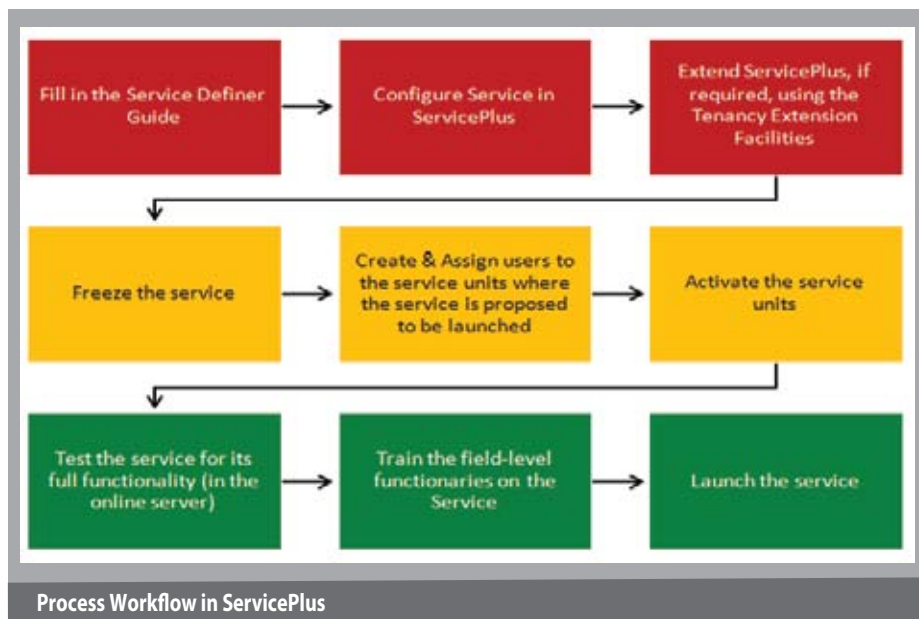 Fill in the Service Definer
Guide
Configure Service in
ServicePlus
Extend ServicePlus, if
required, using the
Tenancy Extension
Facilities
Freeze the service
Create & Assign users to
the service units where
the service is proposed
to be launched
Activate the service
units
Test the service for its
full functionality (in the
online server)
Train the field-level
functionaries on the
Service
Launch the service
Process Workflow in ServicePlus